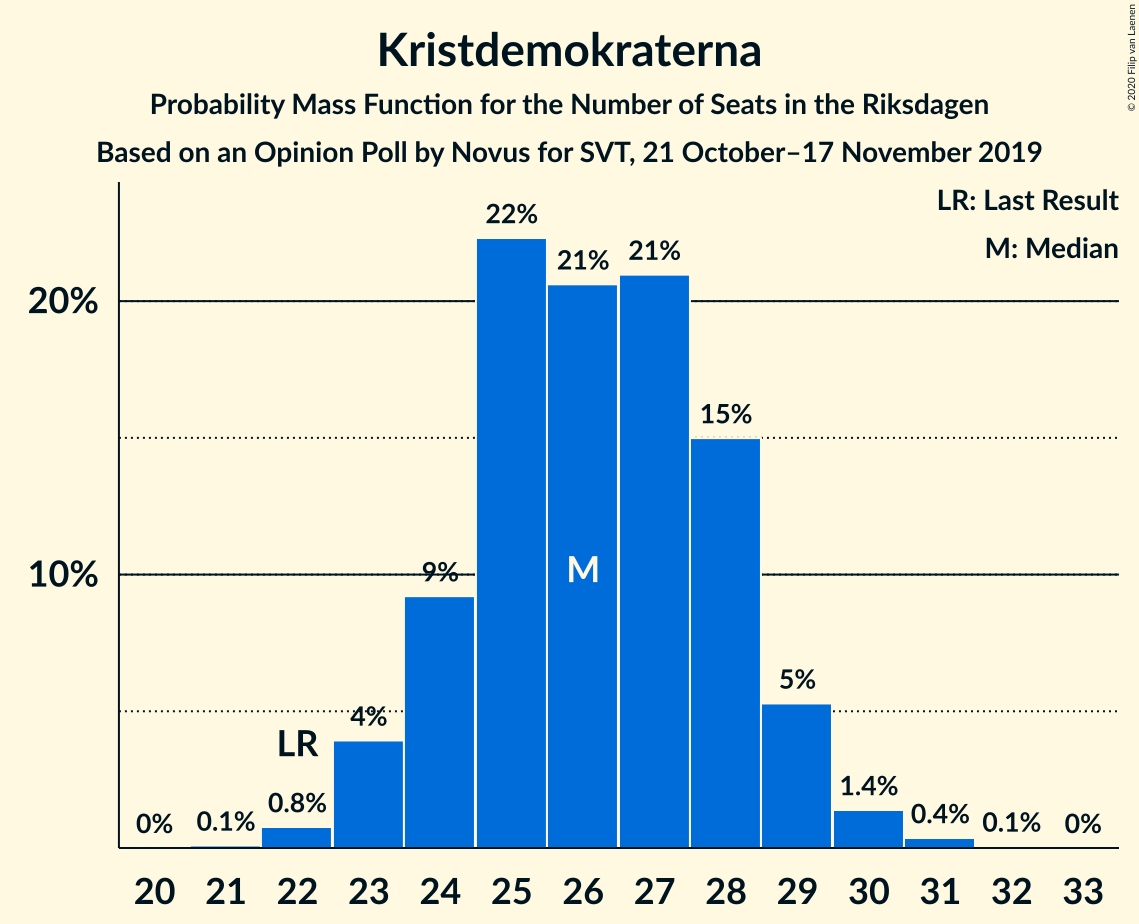 Kristdemokraterna
Probability Mass Function for the Number of Seats in the Riksdagen
Based on an Opinion Poll by Novus for SVT, 21 October–17 November 2019
© 2020 Filip van Laenen
LR: Last Result
M: Median
20%
10%
0%
0.1%
0.8%
LR
4%
9%
22%
21%
M
21%
15%
5%
1.4%
0.4%
0.1%
0%
20 21 22 23 24 25 26 27 28 29 30 31 32 33